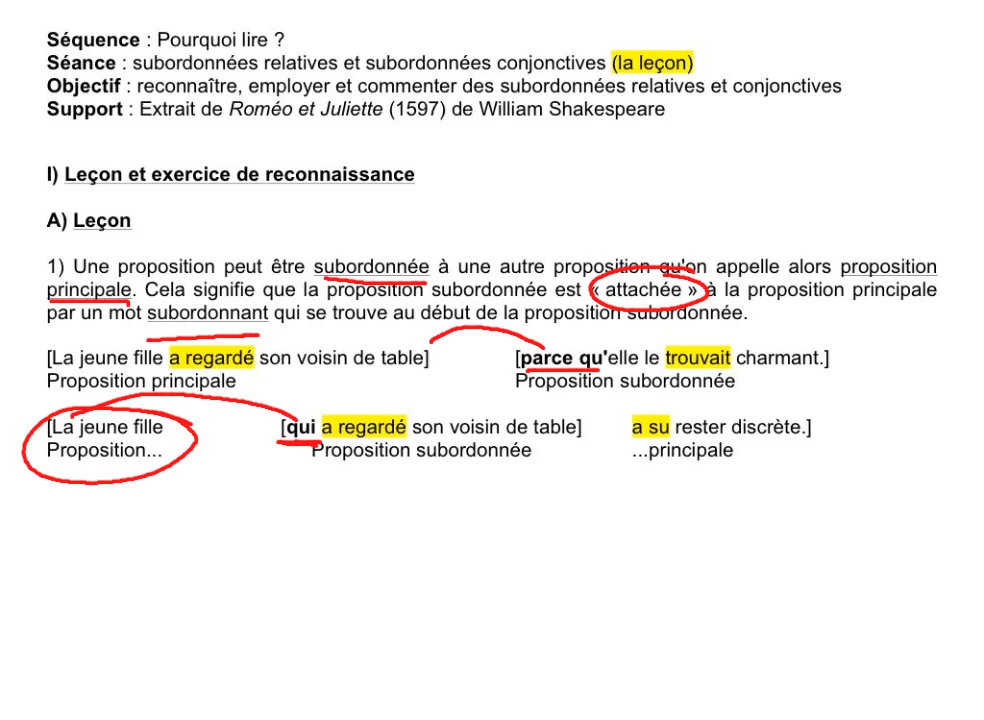 Séquence : Pourquoi lire ?
Séance : subordonnées relatives et subordonnées conjonctives (la leçon)
Objectif : reconnaître, employer et commenter des subordonnées relatives et conjonctives
Support : Extrait de Roméo et Juliette (1597) de William Shakespeare
I) Leçon et exercice de reconnaissance
A) Leçon
1) Une proposition peut être subordonnée à une autre proposition qu'on appelle alors proposition
principale. Cela signifie que la proposition subordonnée est « attachée » à la proposition principale
par un mot subordonnant qui se trouve au début de la proposition subordonnée.
[La jeune fille a regardé son voisin de table] [parce qu'elle le trouvait charmant.]
Proposition principale Proposition subordonnée
[La jeune fille [qui a regardé son voisin de table] a su rester discrète.]
Proposition... Proposition subordonnée ...principale